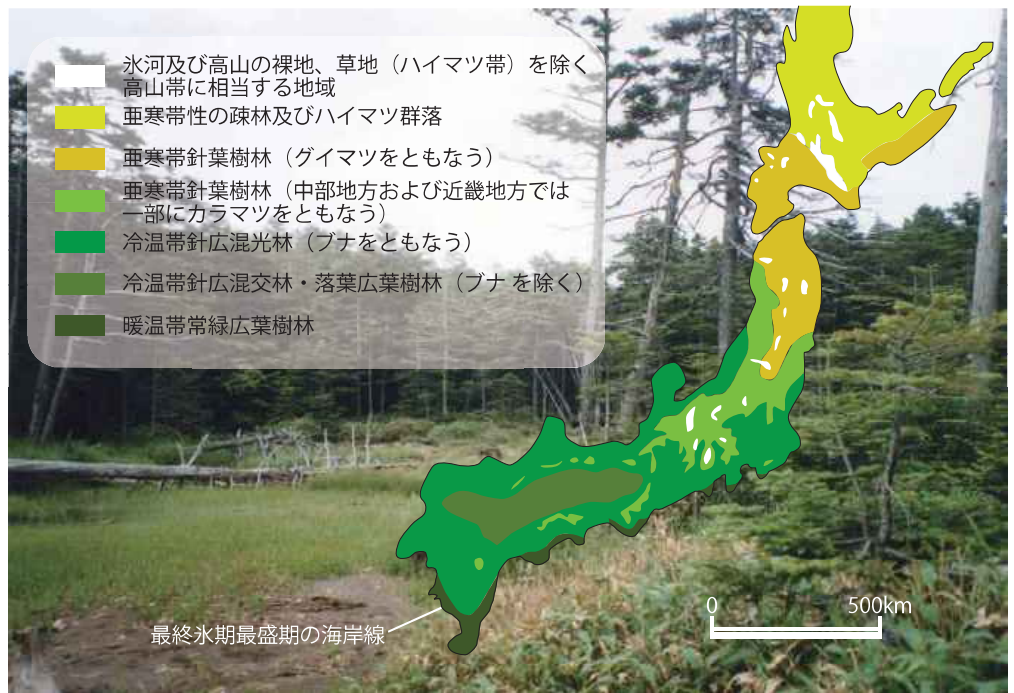 氷河及び高山の裸地、草地（ハイマツ帯）を除く
高山帯に相当する地域
亜寒帯性の疎林及びハイマツ群落
亜寒帯針葉樹林（グイマツをともなう）
亜寒帯針葉樹林（中部地方および近畿地方では
一部にカラマツをともなう）
冷温帯針広混光林（ブナをともなう）
冷温帯針広混交林・落葉広葉樹林（ブナ を除く）
暖温帯常緑広葉樹林
0 500km
最終氷期最盛期の海岸線